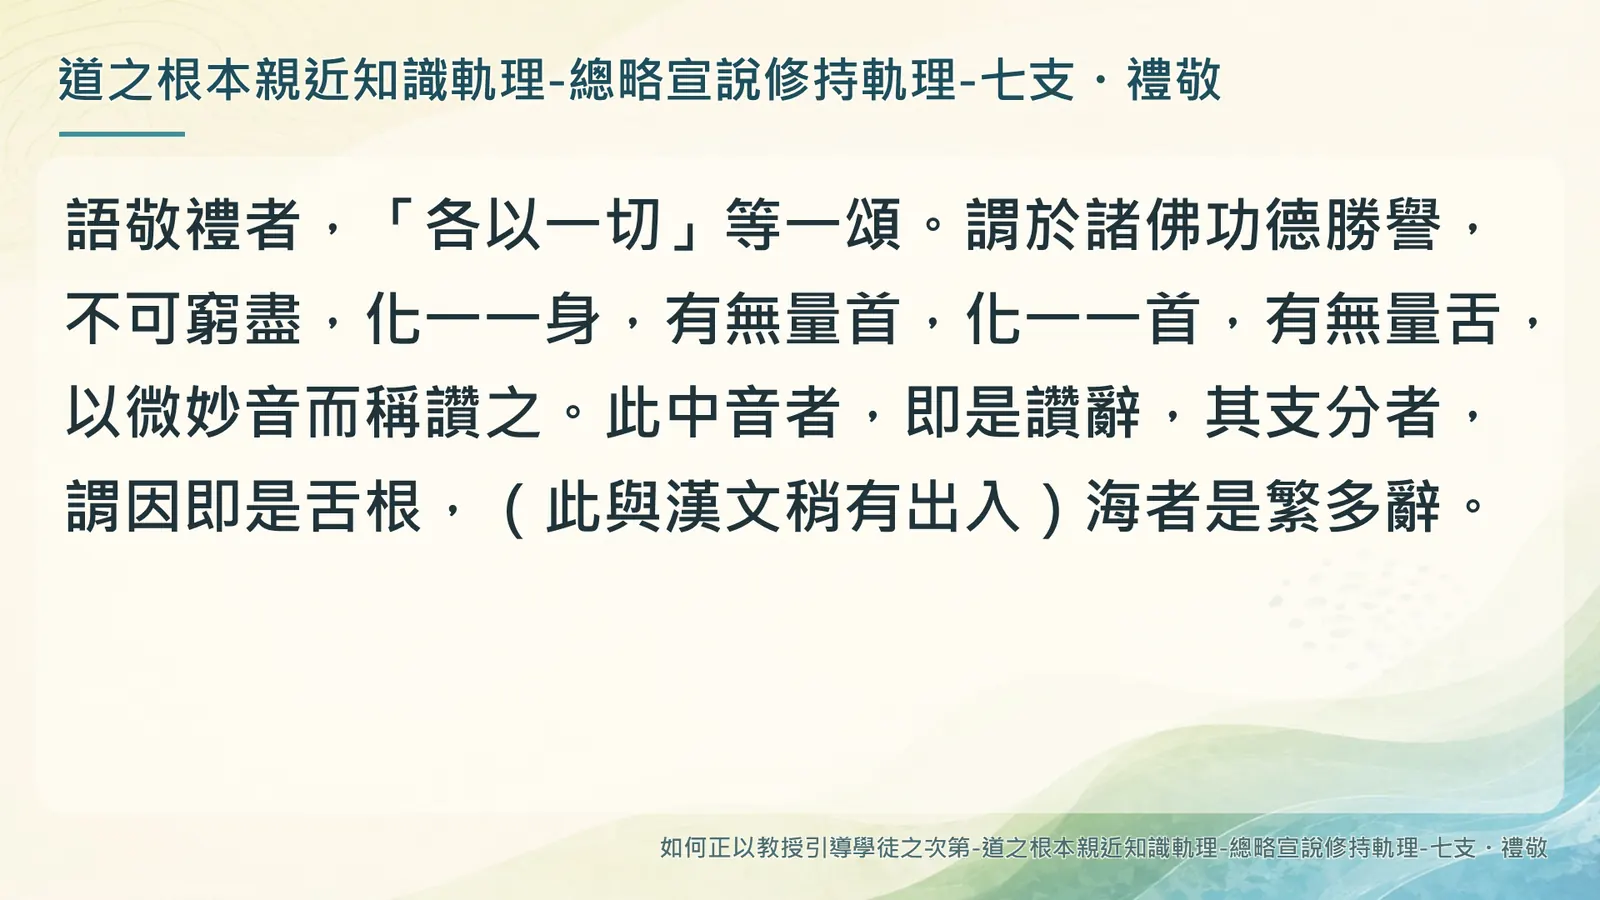 道之根本親近知識軌理-總略宣說修持軌理-七支．禮敬
語敬禮者，「各以一切」等一頌。謂於諸佛功德勝譽，
不可窮盡，化一一身，有無量首，化一一首，有無量舌，
以微妙音而稱讚之。此中音者，即是讚辭，其支分者，
謂因即是舌根，（此與漢文稍有出入）海者是繁多辭。
如何正以教授引導學徒之次第-道之根本親近知識軌理-總略宣說修持軌理-七支．禮敬